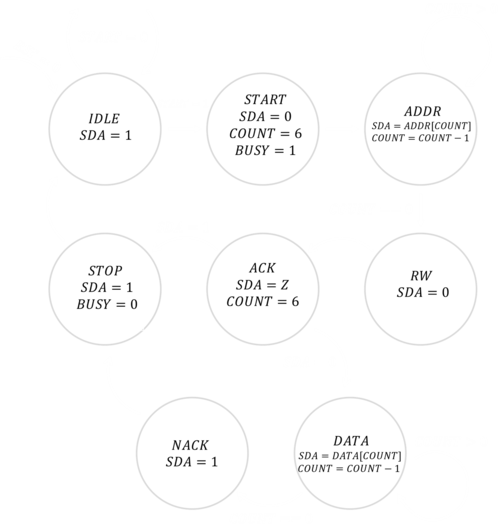 IDLE
SDA = 1
START
SDA = 0
COUNT = 6
BUSY = 1
ADDR
SDA = ADDR[COUNT]
COUNT = COUNT − 1
STOP
SDA = 1
BUSY = 0
ACK
SDA = Z
COUNT = 6
RW
SDA = 0
NACK
SDA = 1
DATA
SDA = DATA[COUNT]
COUNT = COUNT − 1